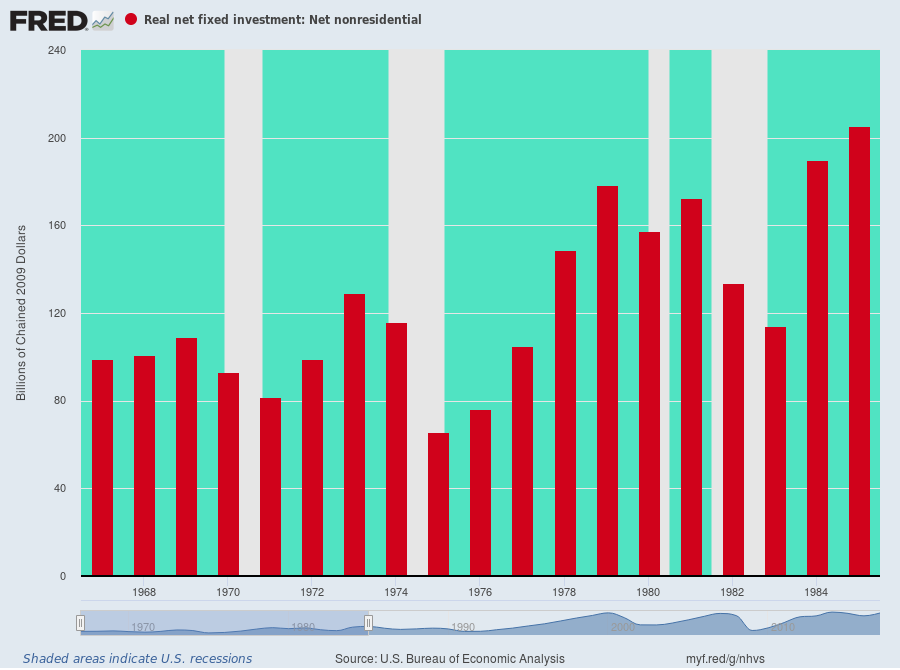 FRED
Real net fixed investment: Net nonresidential
240
200
160
120
80
40
0
Billions of Chained 2009 Dollars
1968 1970 1972 1974 1976 1978 1980 1982 1984
1970 1980 1990 2000 2010
Shaded areas indicate U.S. recessions
Source: U.S. Bureau of Economic Analysis
myf.red/g/nhvs